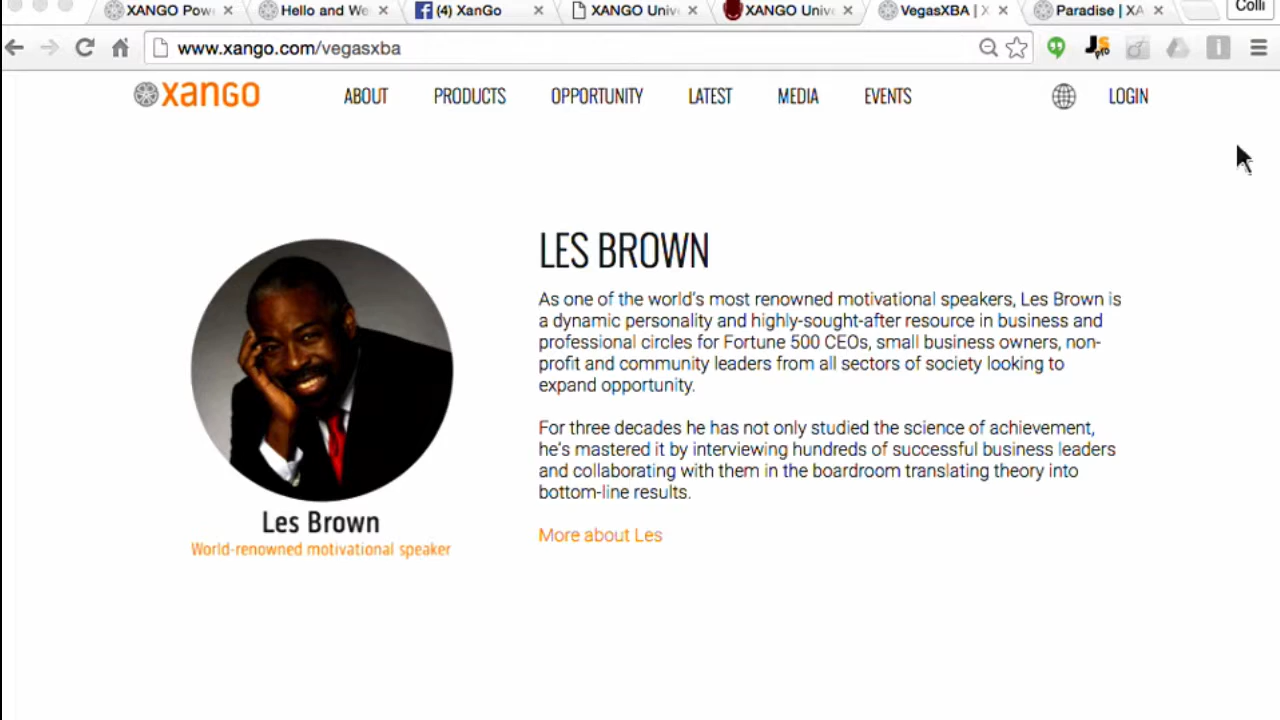 XANGO Pow
Hello and We
(4) XanGo
XANGO Univ
XANGO Univ
VegasXBA | X
Paradise | XA
Colli
www.xango.com/vegasxba
xango
ABOUT
PRODUCTS
OPPORTUNITY
LATEST
MEDIA
EVENTS
LOGIN
LES BROWN
As one of the world's most renowned motivational speakers, Les Brown is
a dynamic personality and highly-sought-after resource in business and
professional circles for Fortune 500 CEOs, small business owners, non-
profit and community leaders from all sectors of society looking to
expand opportunity.
For three decades he has not only studied the science of achievement,
he's mastered it by interviewing hundreds of successful business leaders
and collaborating with them in the boardroom translating theory into
bottom-line results.
More about Les
Les Brown
World-renowned motivational speaker